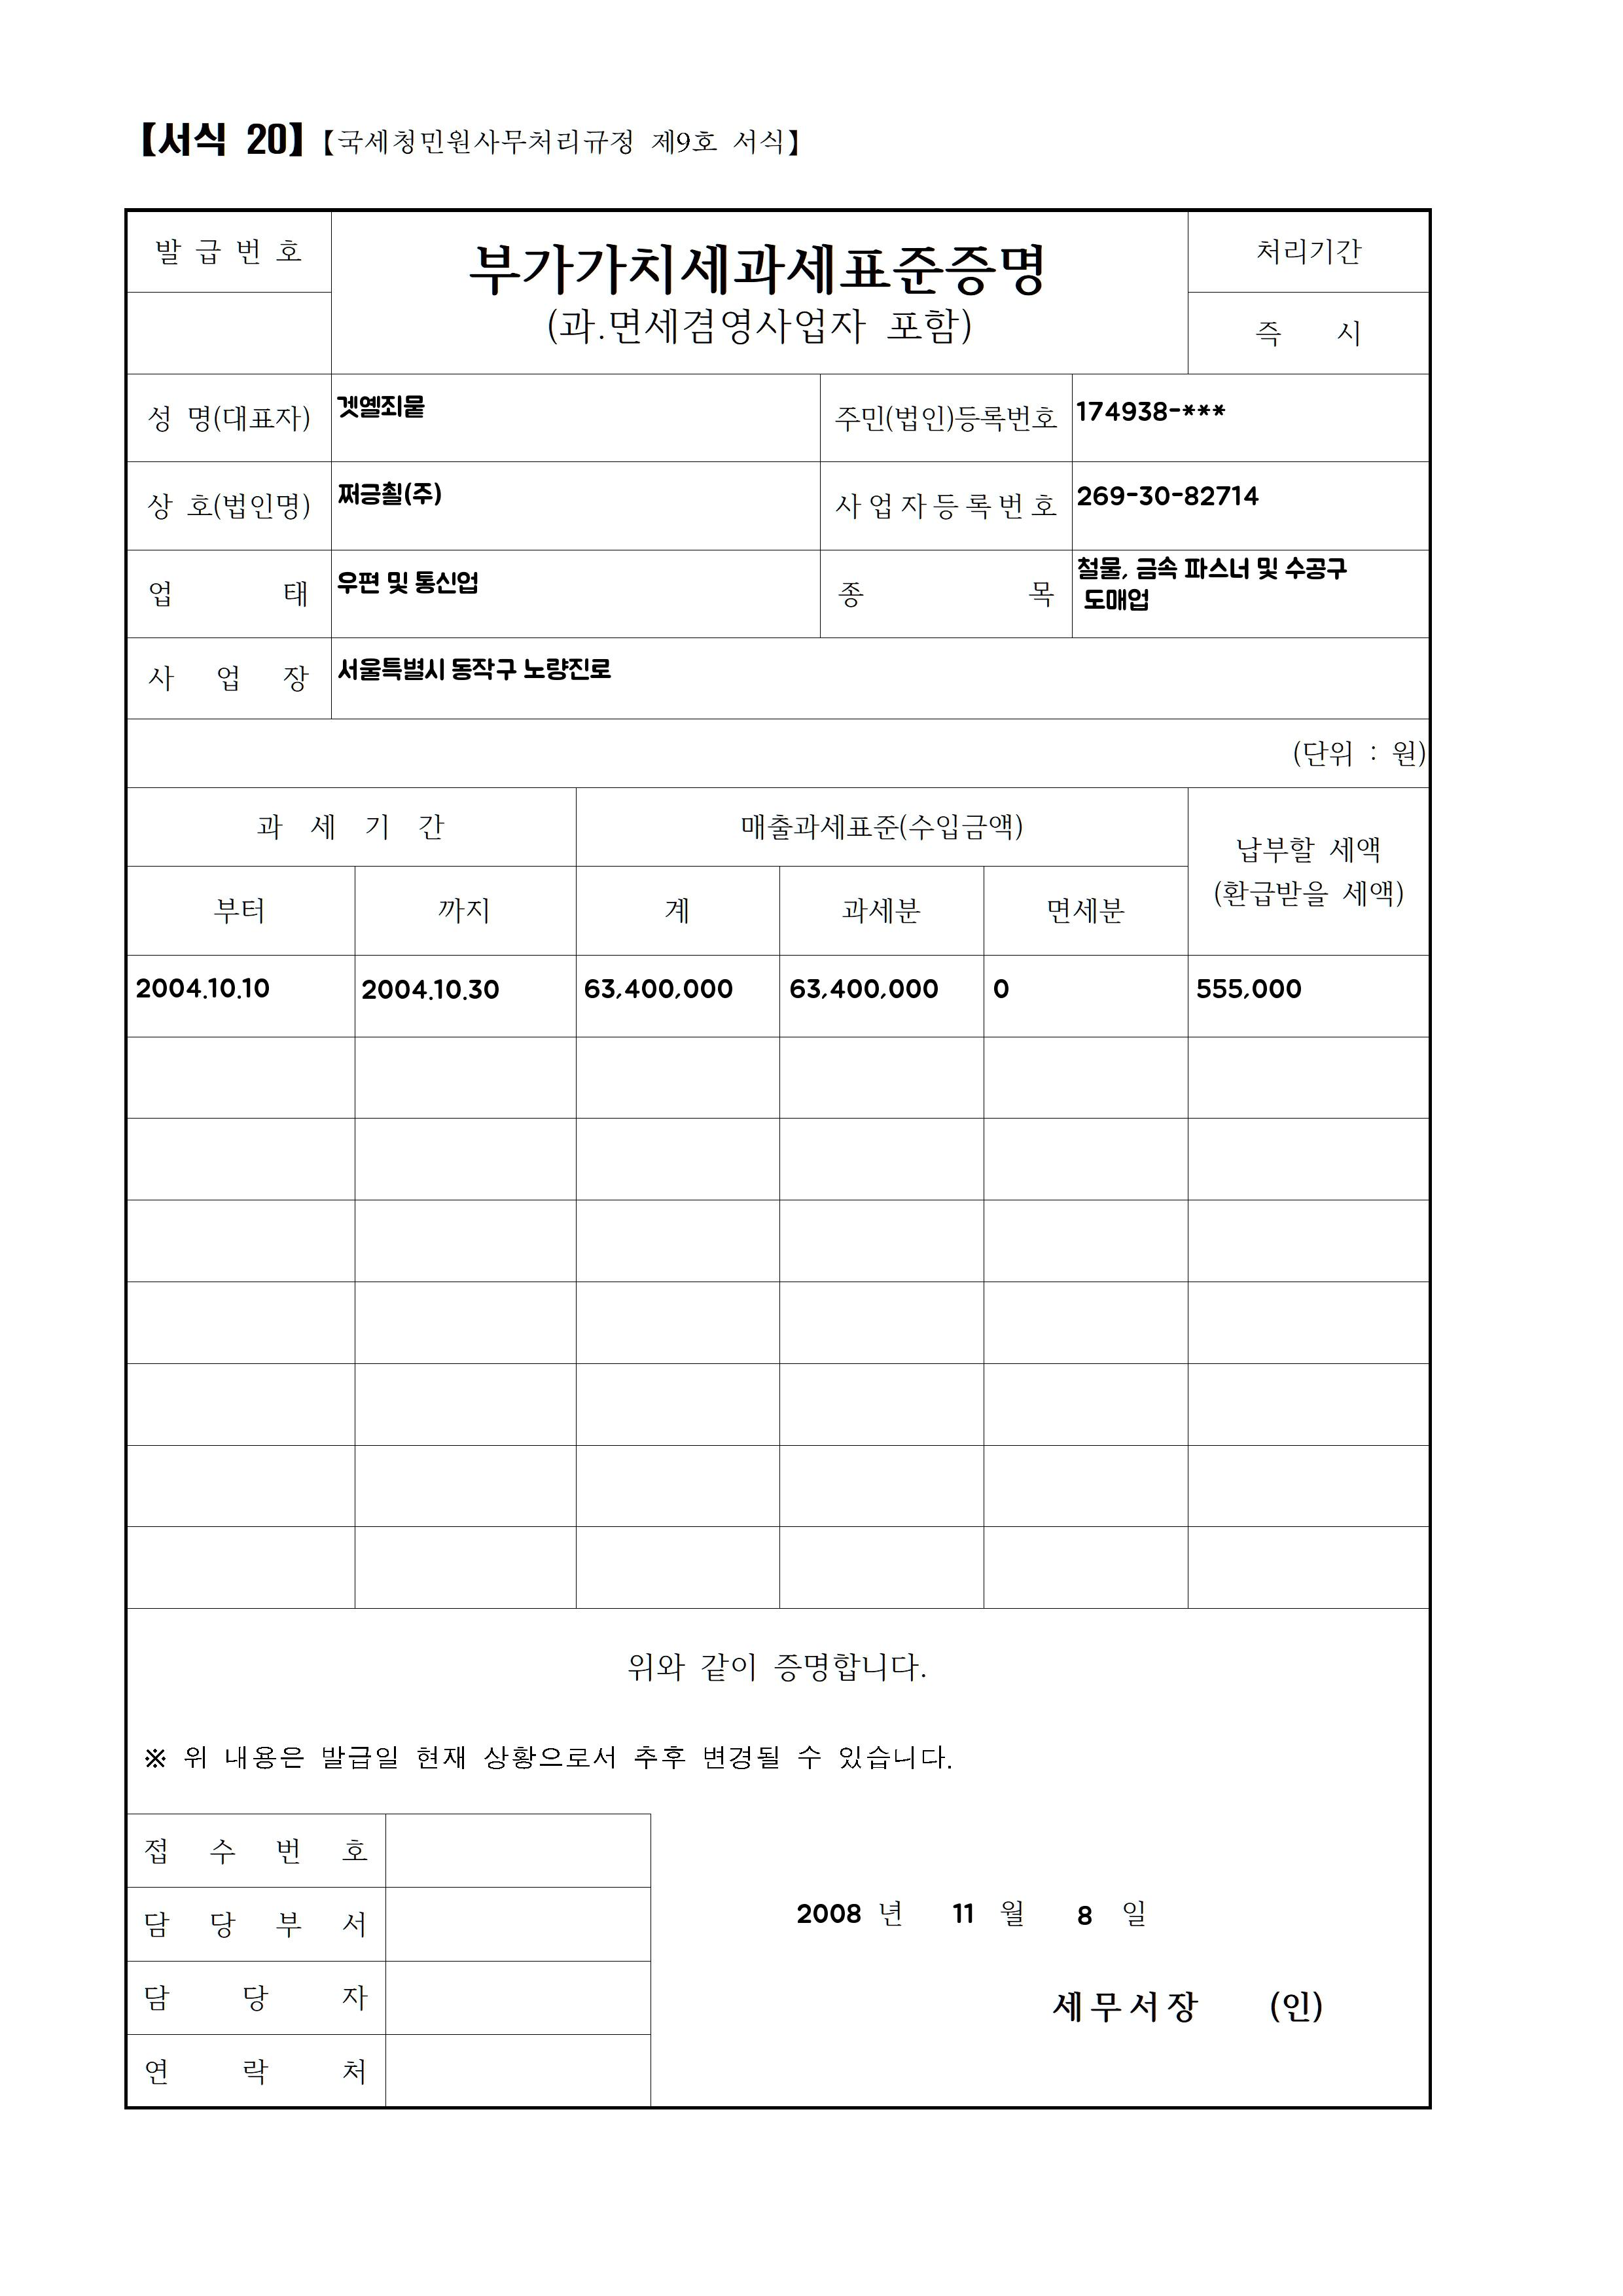 【서식 20】【국세청민원사무처리규정 제9호 서식】
발 급 번 호
부가가치세과세표준증명
(과.면세겸영사업자 포함)
처리기간
즉 시
성 명(대표자) 겟옐죄뭍 주민(법인)등록번호 174938-***
상 호(법인명) 쩌긍쵤(주) 사업자등록번호 269-30-82714
업 태 우편 및 통신업 종 목 철물, 금속 파스너 및 수공구
도매업
사 업 장 서울특별시 동작구 노량진로
(단위 : 원)
과 세 기 간 매출과세표준(수입금액) 납부할 세액
(환급받을 세액)
부터 까지 계 과세분 면세분
2004.10.10 2004.10.30 63,400,000 63,400,000 0 555,000
위와 같이 증명합니다.
※ 위 내용은 발급일 현재 상황으로서 추후 변경될 수 있습니다.
접 수 번 호
담 당 부 서
2008 년 11 월 8 일
담 당 자
세무서장 (인)
연 락 처